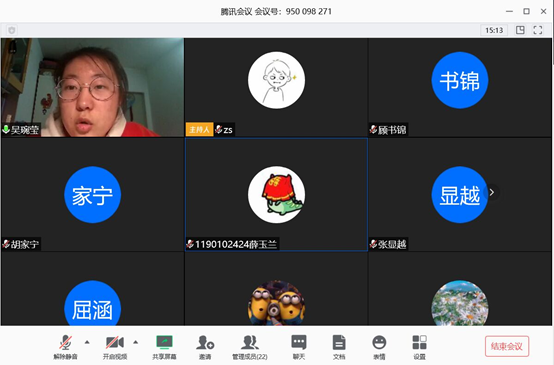 腾讯会议 会议号：950 098 271
15:13
书锦
吴琬莹
主持人 zs
顾书锦
家宁
显越
胡家宁
1190102424薛玉兰
张显越
屈涵
解除静音
开启视频
共享屏幕
邀请
管理成员(22)
聊天
文档
表情
设置
结束会议